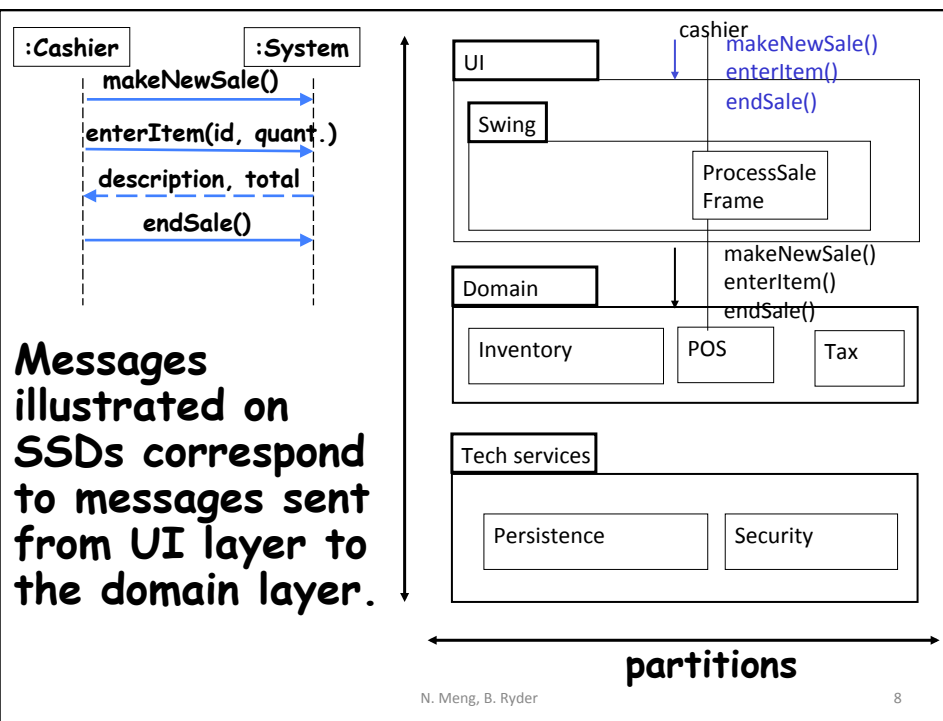 :Cashier
:System
makeNewSale()
enterItem(id, quant.)
description, total
endSale()
Messages
illustrated on
SSDs correspond
to messages sent
from UI layer to
the domain layer.
cashier
makeNewSale()
enterItem()
endSale()
UI
Swing
ProcessSale
Frame
makeNewSale()
enterItem()
endSale()
Domain
Inventory
POS
Tax
Tech services
Persistence
Security
partitions
N. Meng, B. Ryder
8